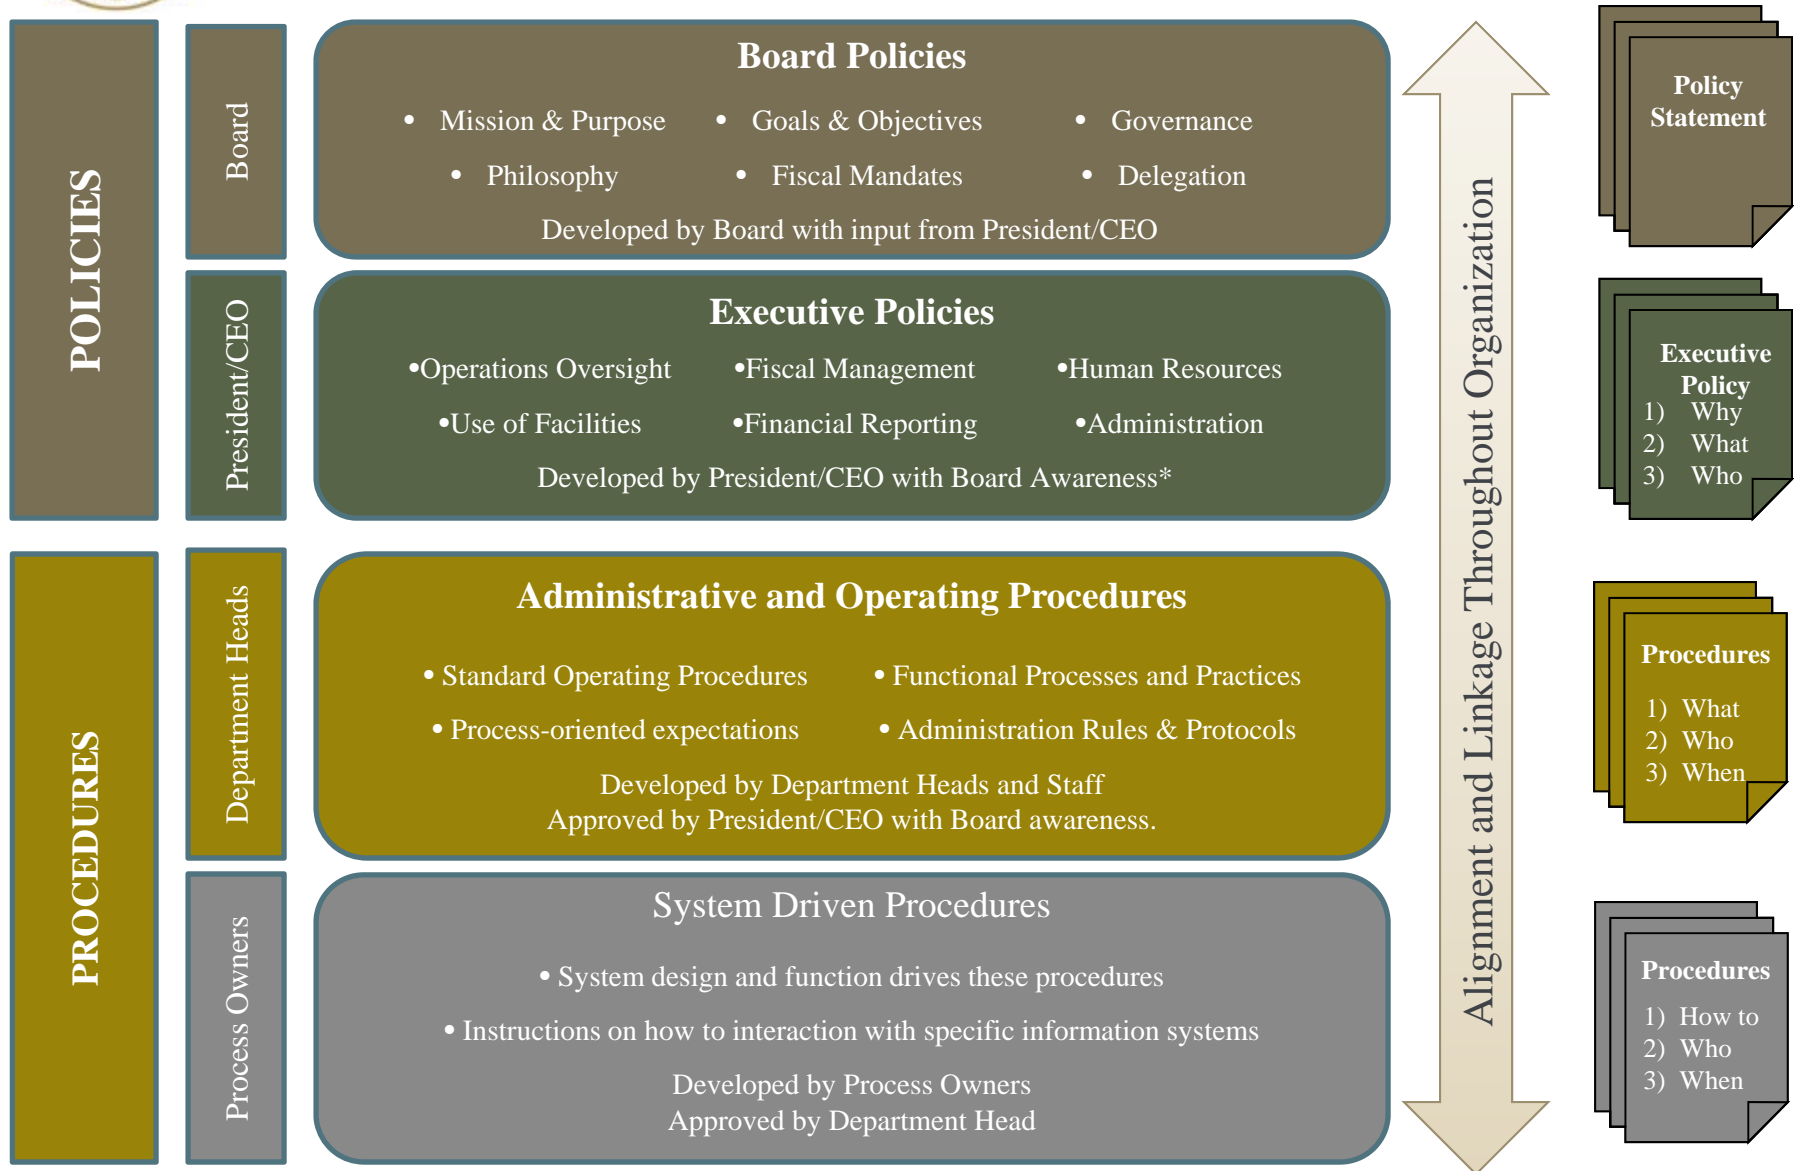 POLICIES
Board
Board Policies
• Mission & Purpose • Goals & Objectives • Governance
• Philosophy • Fiscal Mandates • Delegation
Developed by Board with input from President/CEO
Policy
Statement
President/CEO
Executive Policies
•Operations Oversight •Fiscal Management •Human Resources
•Use of Facilities •Financial Reporting •Administration
Developed by President/CEO with Board Awareness*
Executive
Policy
1) Why
2) What
3) Who
Alignment and Linkage Throughout Organization
PROCEDURES
Department Heads
Administrative and Operating Procedures
• Standard Operating Procedures • Functional Processes and Practices
• Process-oriented expectations • Administration Rules & Protocols
Developed by Department Heads and Staff
Approved by President/CEO with Board awareness.
Procedures
1) What
2) Who
3) When
Process Owners
System Driven Procedures
• System design and function drives these procedures
• Instructions on how to interaction with specific information systems
Developed by Process Owners
Approved by Department Head
Procedures
1) How to
2) Who
3) When